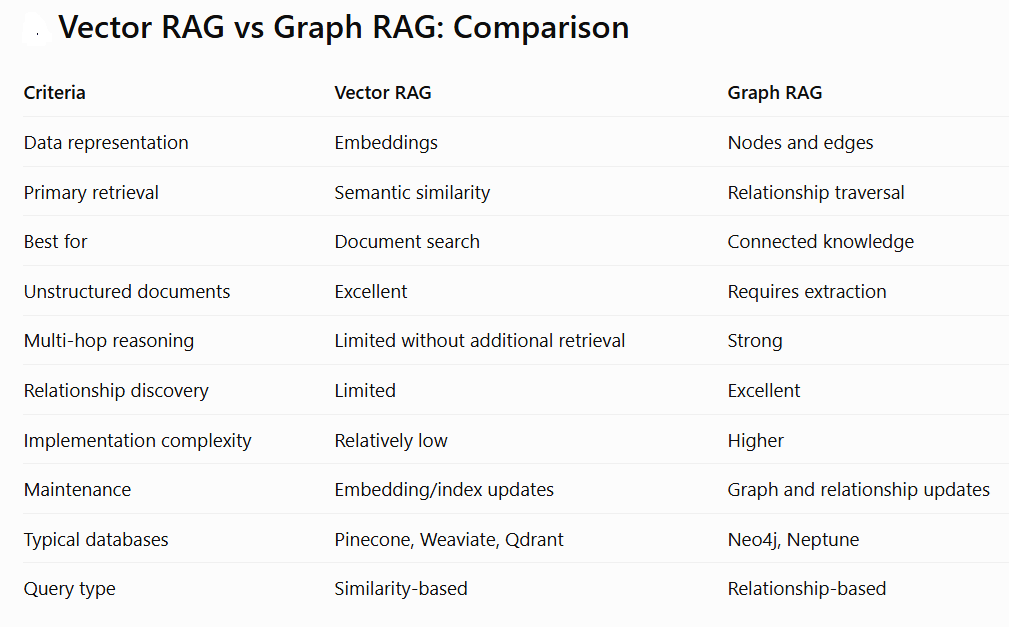 Vector RAG vs Graph RAG: Comparison
Criteria Vector RAG Graph RAG
Data representation Embeddings Nodes and edges
Primary retrieval Semantic similarity Relationship traversal
Best for Document search Connected knowledge
Unstructured documents Excellent Requires extraction
Multi-hop reasoning Limited without additional retrieval Strong
Relationship discovery Limited Excellent
Implementation complexity Relatively low Higher
Maintenance Embedding/index updates Graph and relationship updates
Typical databases Pinecone, Weaviate, Qdrant Neo4j, Neptune
Query type Similarity-based Relationship-based